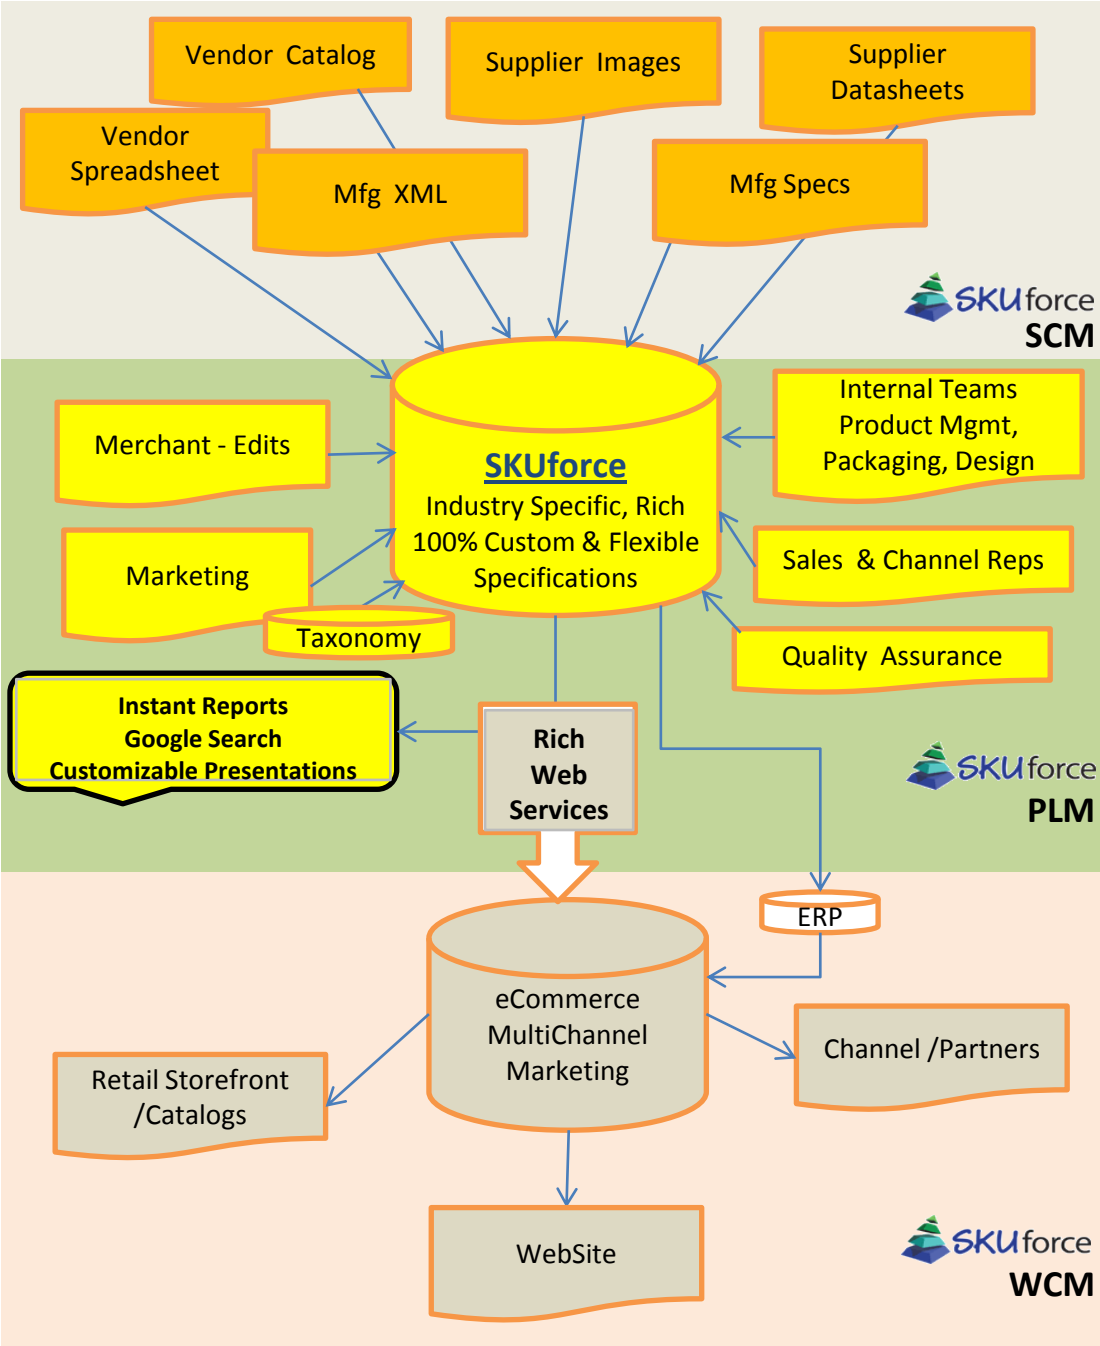 Vendor Catalog
Supplier Images
Supplier
Datasheets
Vendor
Spreadsheet
Mfg XML
Mfg Specs
SKUforce
SCM
Merchant - Edits
Internal Teams
Product Mgmt,
Packaging, Design
SKUforce
Industry Specific, Rich
100% Custom & Flexible
Specifications
Marketing
Sales & Channel Reps
Taxonomy
Quality Assurance
Instant Reports
Google Search
Customizable Presentations
Rich
Web
Services
SKUforce
PLM
ERP
eCommerce
MultiChannel
Marketing
Channel /Partners
Retail Storefront
/Catalogs
WebSite
SKUforce
WCM